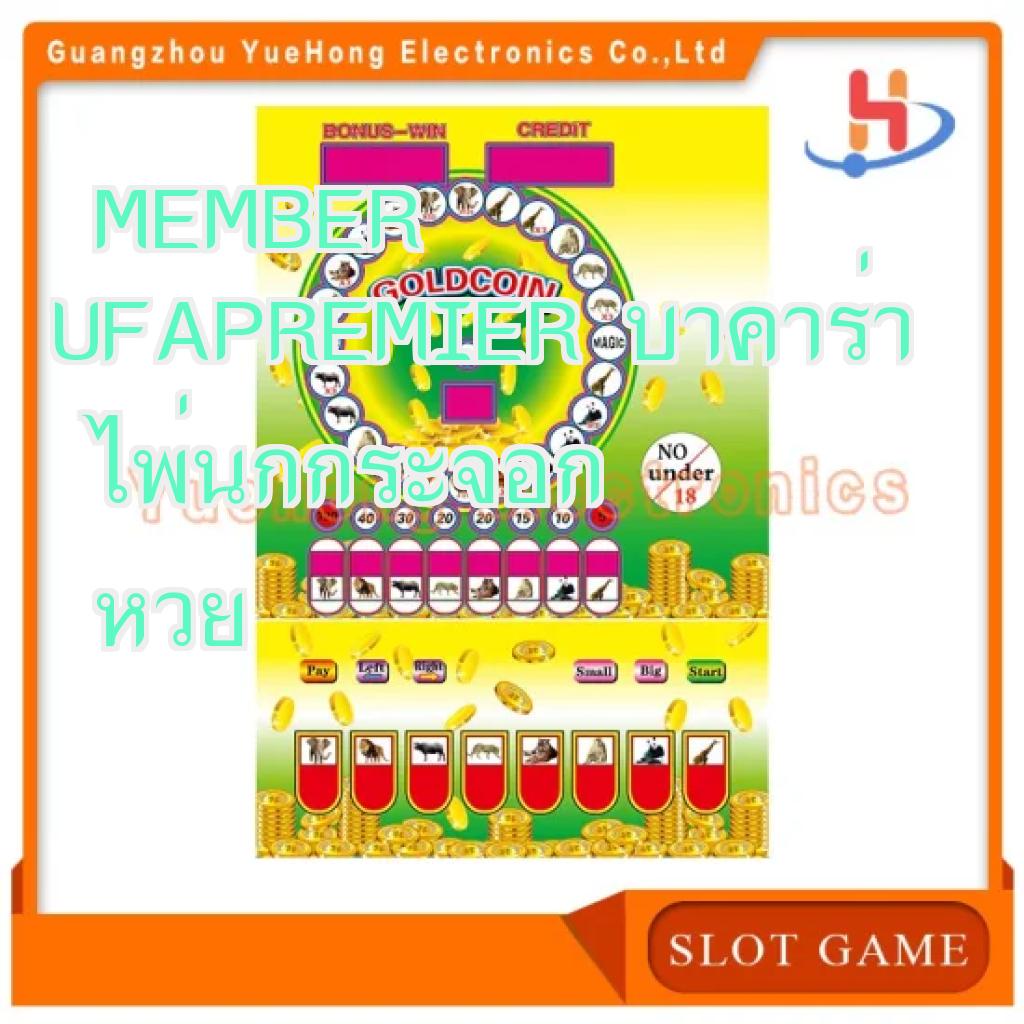 Guangzhou YueHong Electronics Co.,Ltd
BONUS-WIN CREDIT
MEMBER
GOLDCOIN
UFAPREMIER บาคาร่า
MAGIC
ไพ่นกกระจอก
NO
under
18
40 30 20 20 15 10 5
หวย
Pay Left Right Small Big Start
SLOT GAME